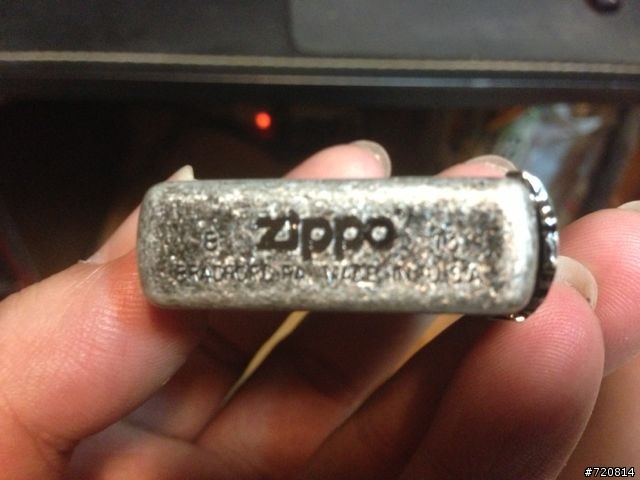 zippo
BRADFORD. PA. MADE IN U.S.A
#720814